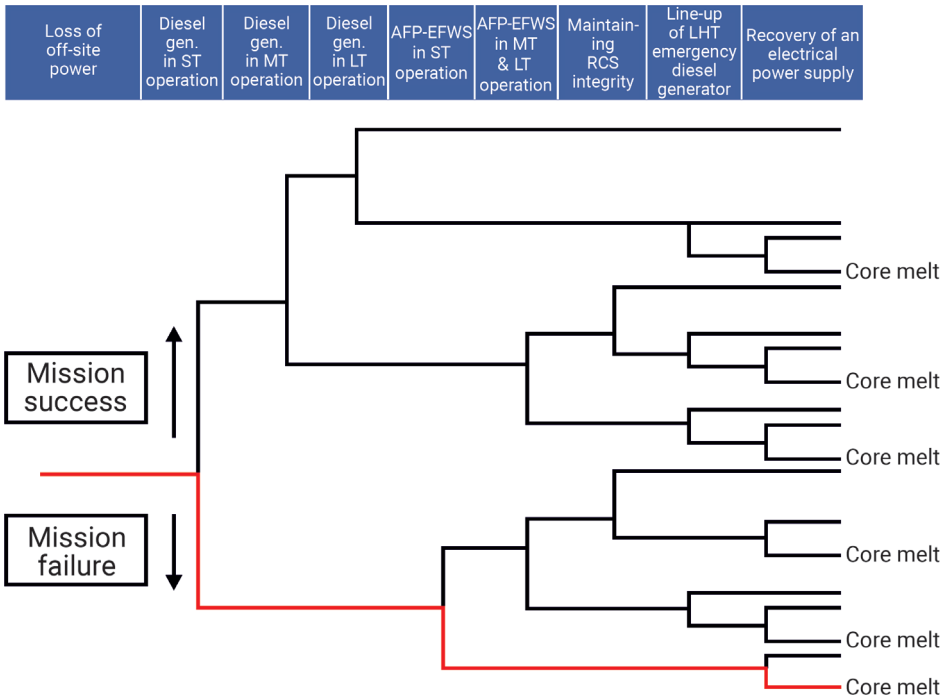 Loss of
off-site
power
Diesel
gen.
in ST
operation
Diesel
gen.
in MT
operation
Diesel
gen.
in LT
operation
AFP-EFWS
in ST
operation
AFP-EFWS
in MT
& LT
operation
Maintain-
ing
RCS
integrity
Line-up
of LHT
emergency
diesel
generator
Recovery of an
electrical
power supply
Core melt
Mission
success
Core melt
Core melt
Mission
failure
Core melt
Core melt
Core melt